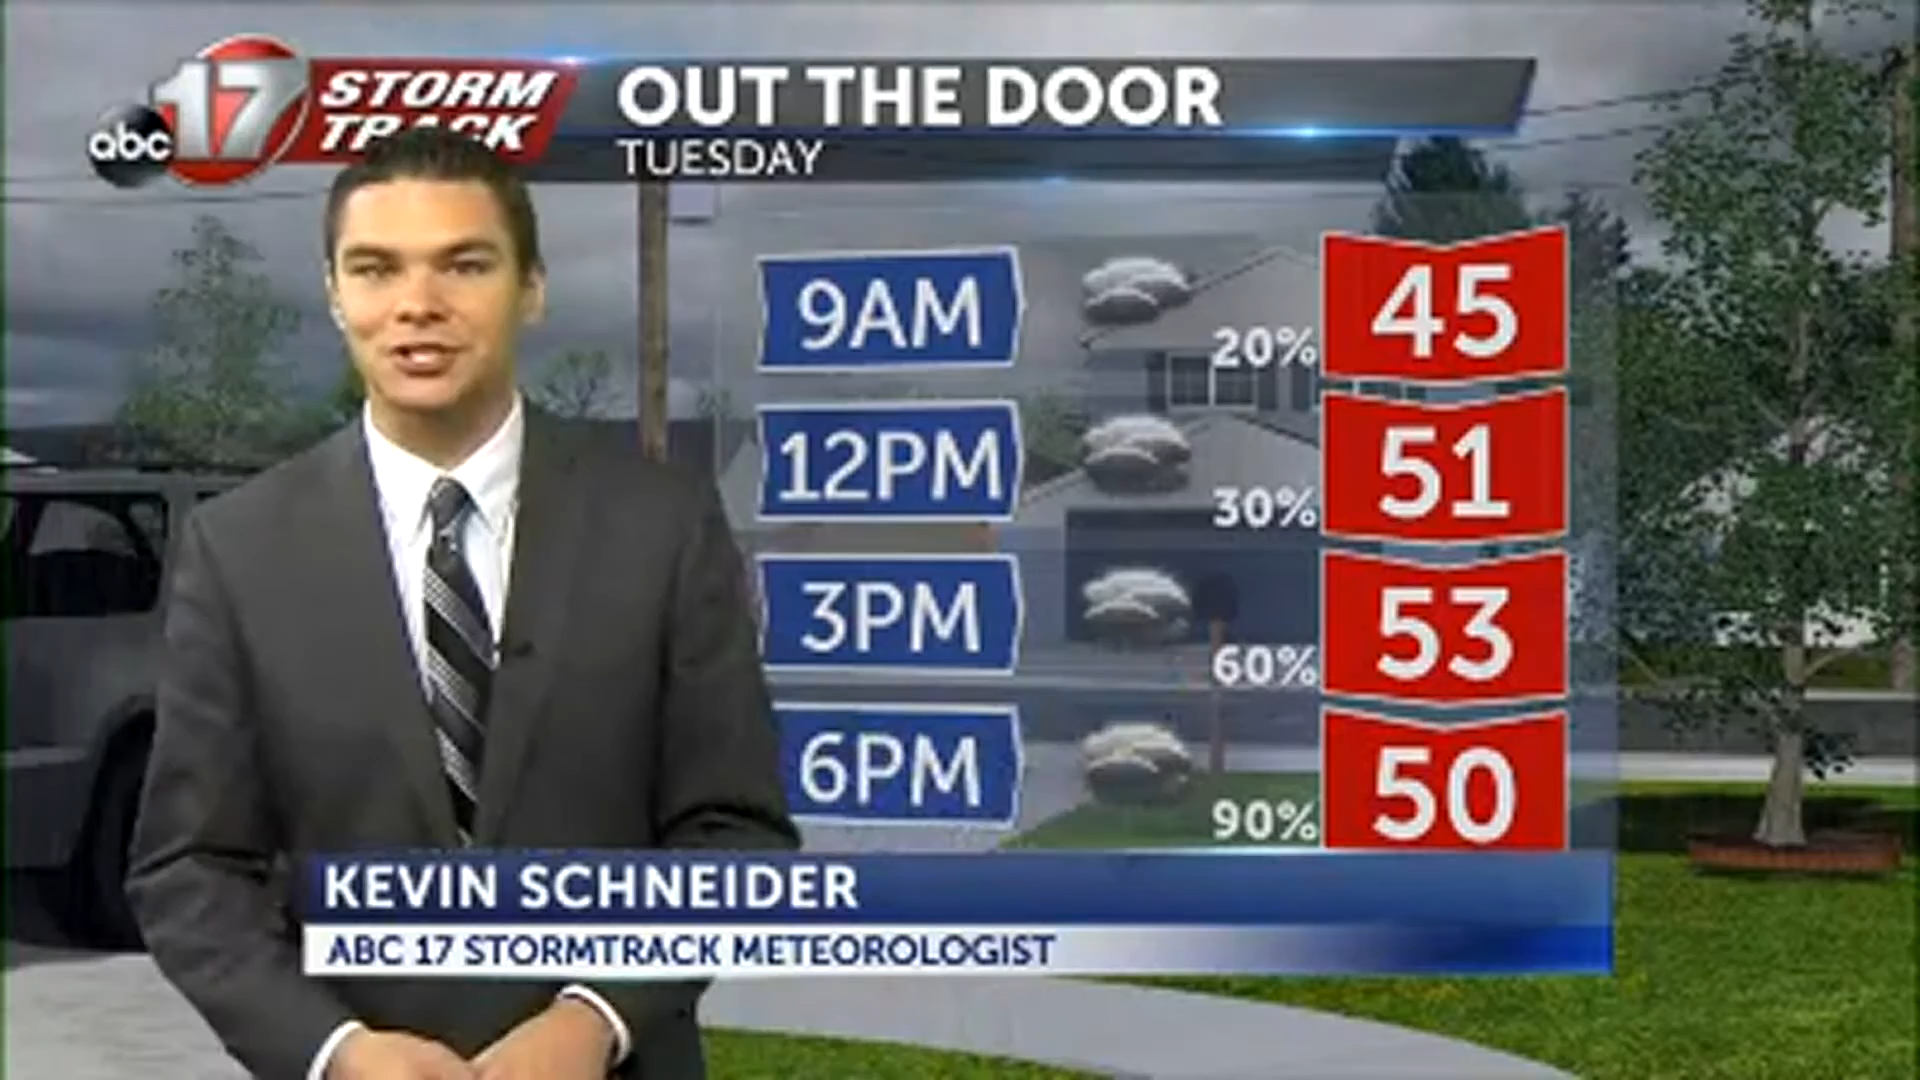 abc 17 STORM TRACK
OUT THE DOOR
TUESDAY
9AM 20% 45
12PM 30% 51
3PM 60% 53
6PM 90% 50
KEVIN SCHNEIDER
ABC 17 STORMTRACK METEOROLOGIST